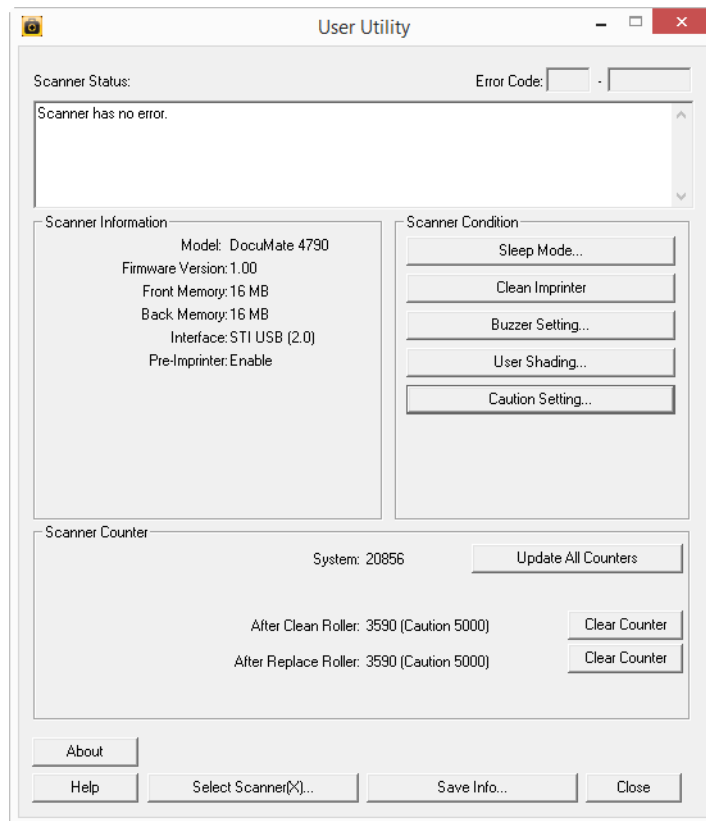 User Utility
Scanner Status:
Error Code: -
Scanner has no error.
Scanner Information
Model: DocuMate 4790
Firmware Version: 1.00
Front Memory: 16 MB
Back Memory: 16 MB
Interface: STI USB (2.0)
Pre-Imprinter: Enable
Scanner Condition
Sleep Mode...
Clean Imprinter
Buzzer Setting...
User Shading...
Caution Setting...
Scanner Counter
System: 20856
Update All Counters
After Clean Roller: 3590 (Caution 5000)
Clear Counter
After Replace Roller: 3590 (Caution 5000)
Clear Counter
About
Help
Select Scanner(X)...
Save Info...
Close